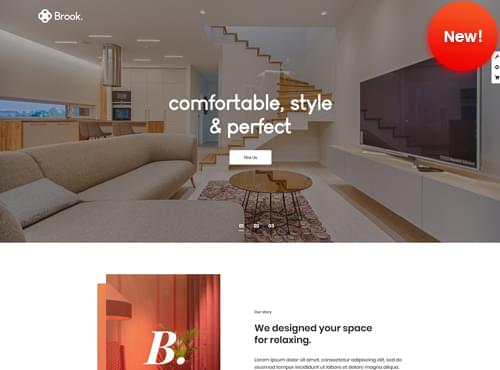 Brook.
New!
comfortable, style
& perfect
Hire Us
01 02 03
B.
Our story
We designed your space
for relaxing.
Lorem ipsum dolor sit amet, consectetur adipiscing elit, sed do
eiusmod tempor incididunt ut labore et dolore magna aliqua.